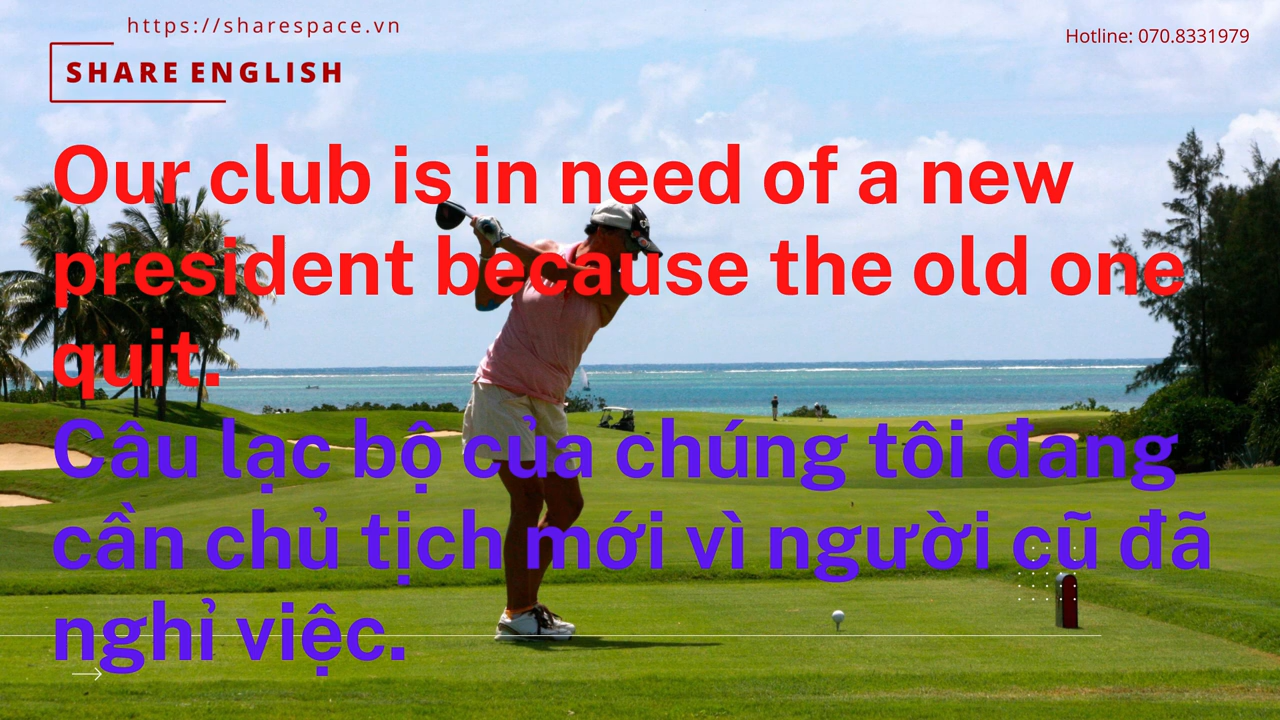 https://sharespace.vn
Hotline: 070.8331979
SHARE ENGLISH
Our club is in need of a new
president because the old one
quit.
Câu lạc bộ của chúng tôi đang
cần chủ tịch mới vì người cũ đã
nghỉ việc.